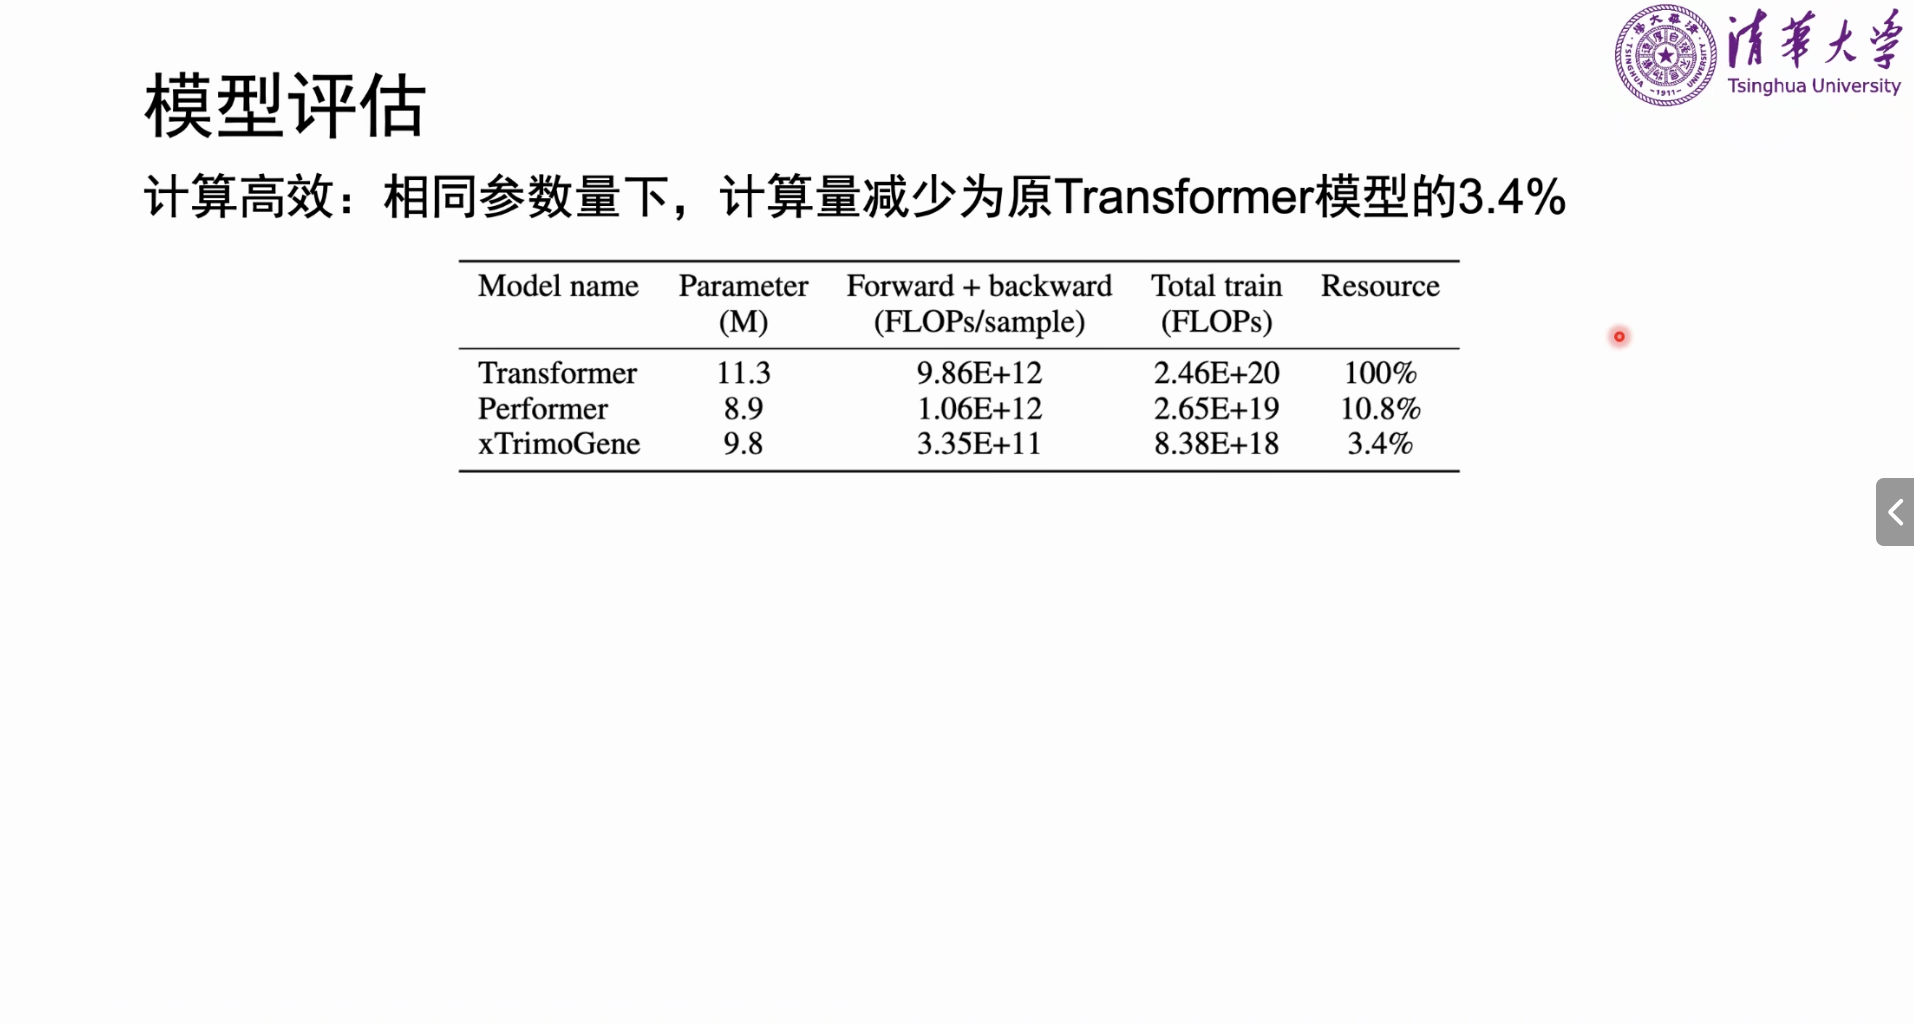 清华大学
Tsinghua University
TSINGHUA UNIVERSITY
-1911-
模型评估
计算高效：相同参数量下，计算量减少为原Transformer模型的3.4%
Model name Parameter Forward + backward Total train Resource
(M) (FLOPs/sample) (FLOPs)
Transformer 11.3 9.86E+12 2.46E+20 100%
Performer 8.9 1.06E+12 2.65E+19 10.8%
xTrimoGene 9.8 3.35E+11 8.38E+18 3.4%